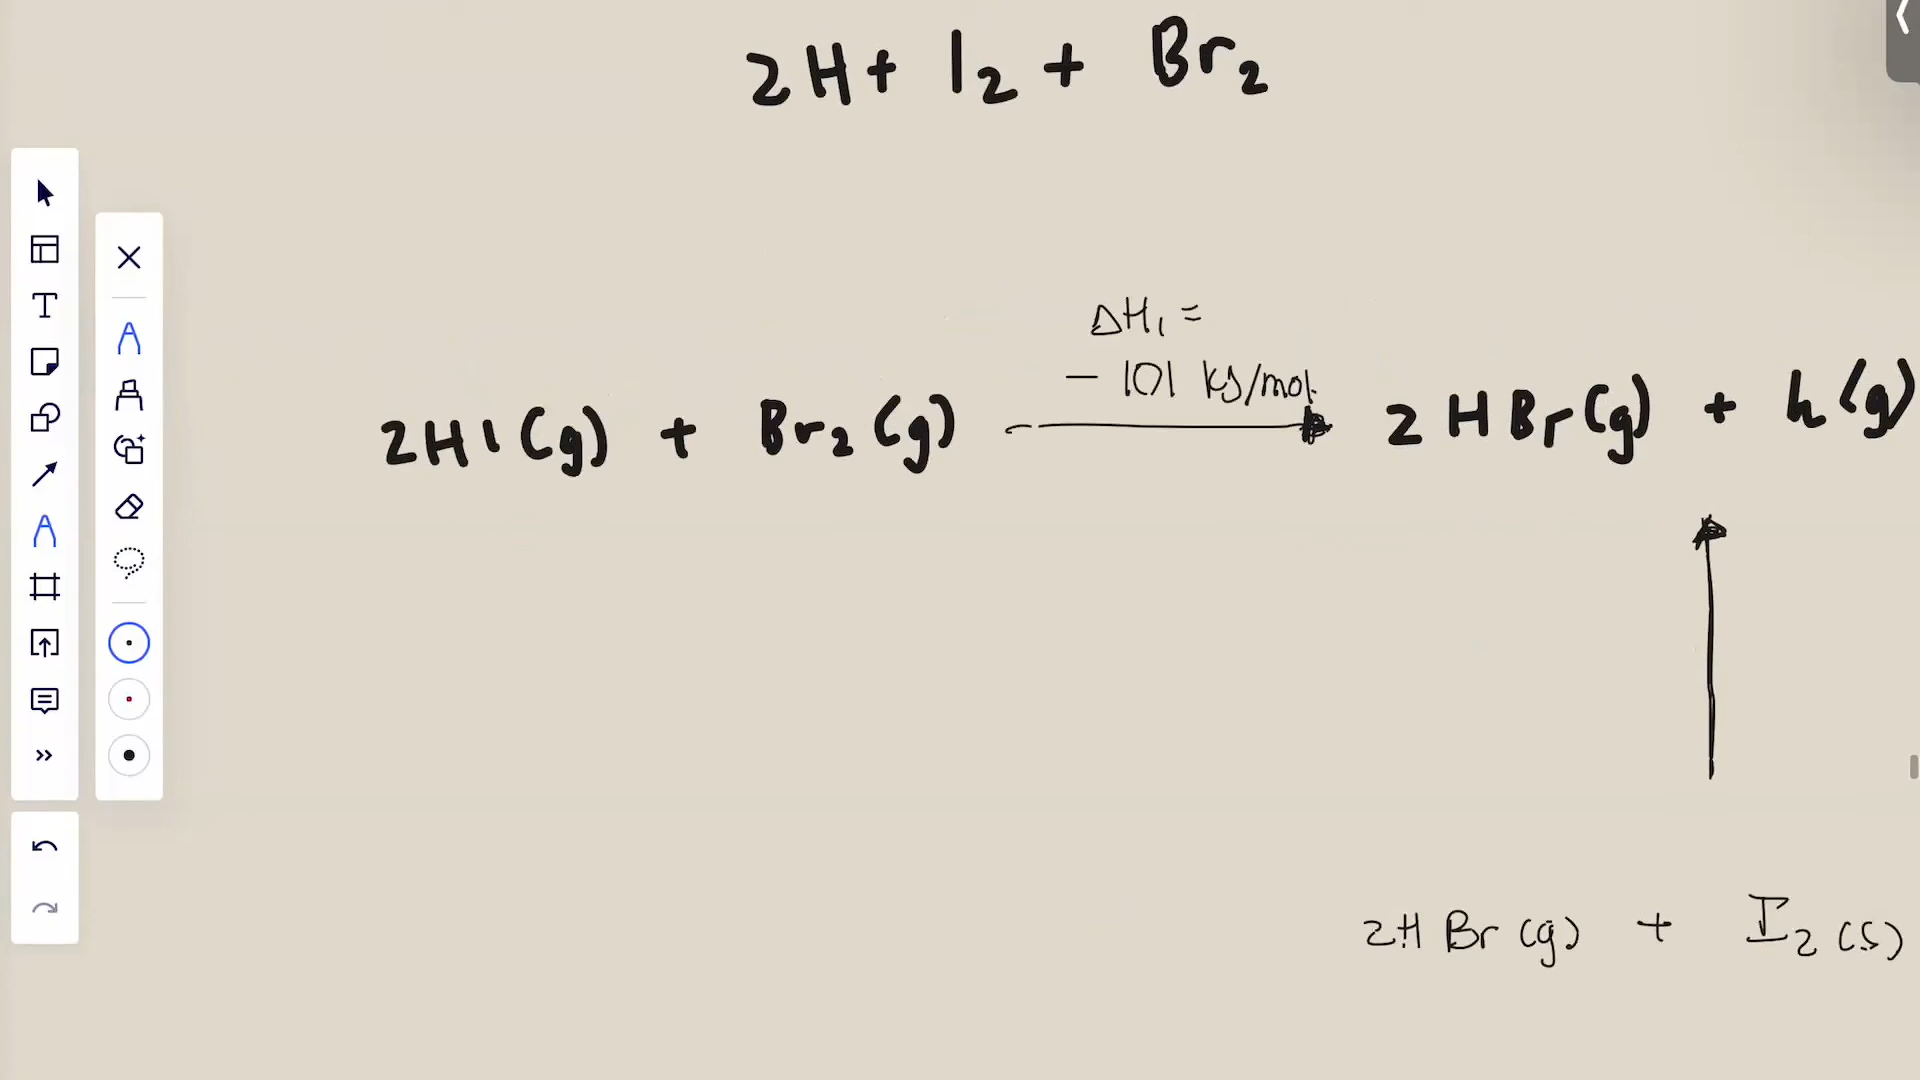 2H + I₂ + Br₂
ΔH₁ =
– 101 kJ/mol.
2HI(g) + Br₂(g) → 2HBr(g) + I₂(g)
2HBr(g) + I₂(s)